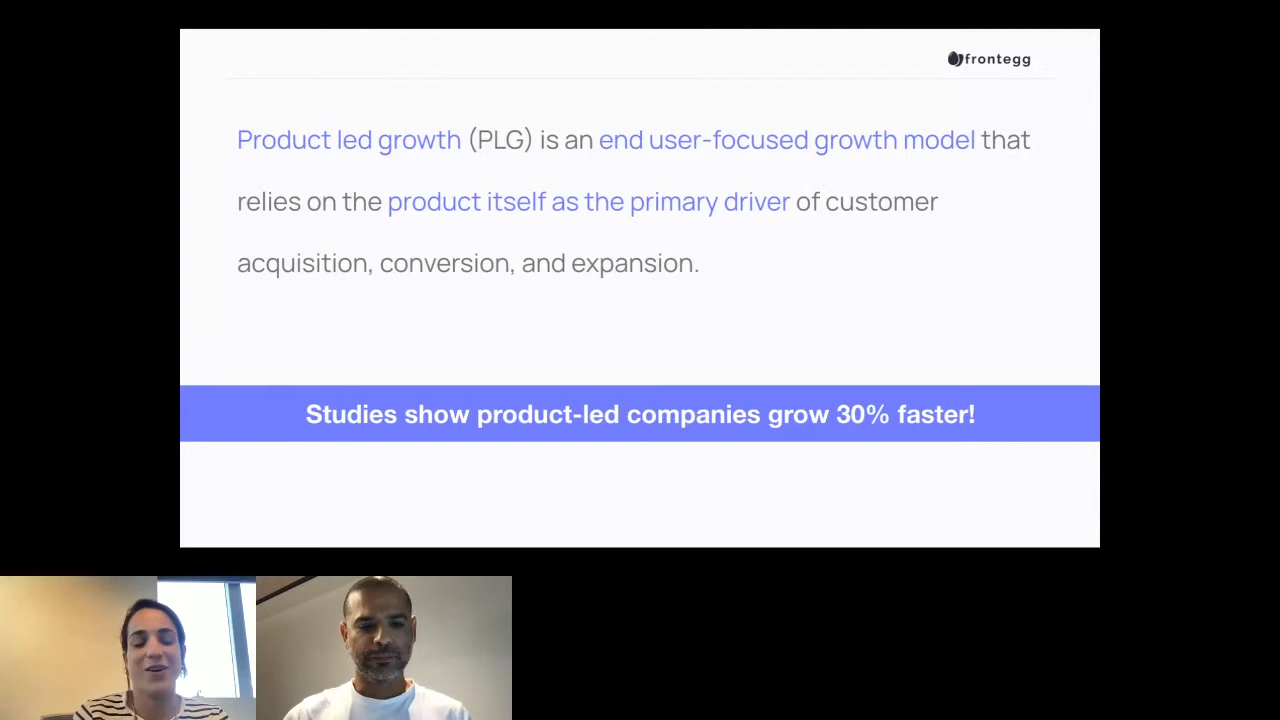 frontegg
Product led growth (PLG) is an end user-focused growth model that
relies on the product itself as the primary driver of customer
acquisition, conversion, and expansion.
Studies show product-led companies grow 30% faster!